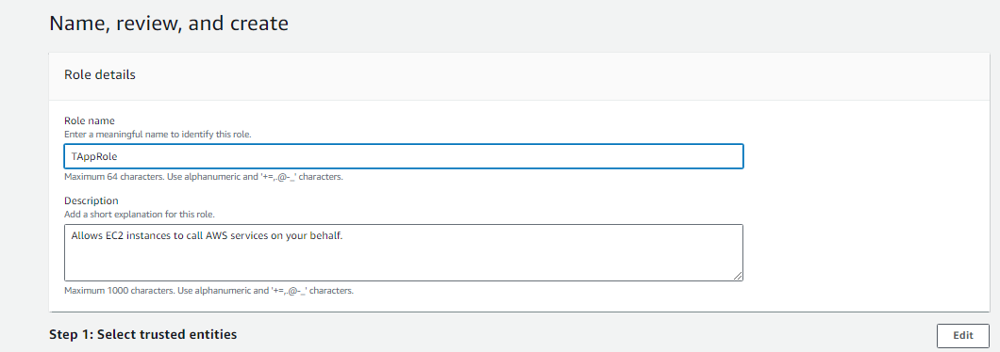 Name, review, and create
Role details
Role name
Enter a meaningful name to identify this role.
TAppRole
Maximum 64 characters. Use alphanumeric and '+=,.@-_' characters.
Description
Add a short explanation for this role.
Allows EC2 instances to call AWS services on your behalf.
Maximum 1000 characters. Use alphanumeric and '+=,.@-_' characters.
Step 1: Select trusted entities
Edit